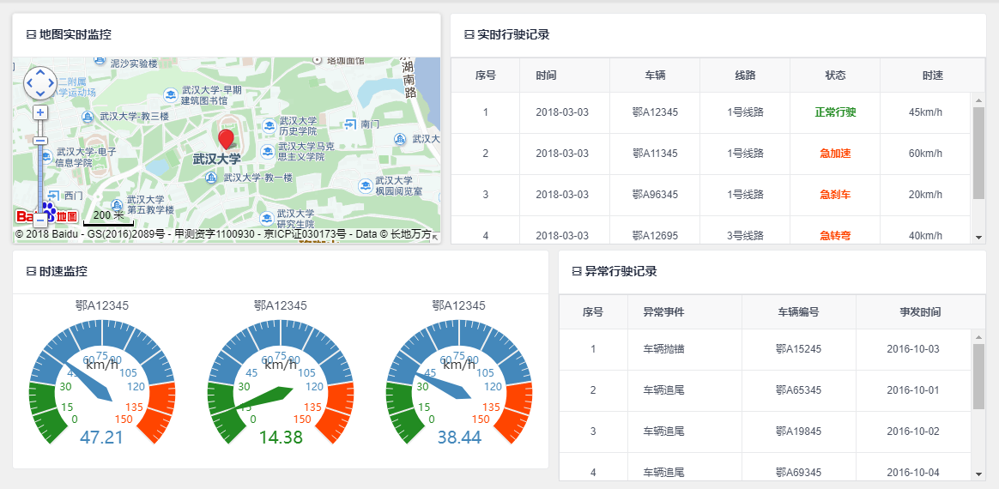 地图实时监控
泥沙实验楼
珞珈面馆
湖南路
二附属
学运动场
武汉大学-早期
建筑图书馆
武汉大学-教三楼
武汉大学
历史学院
南门
武汉大
武汉大学
武汉大学-电子
信息学院
武汉大学马克
思主义学院
武汉大学-教一楼
武汉大学
枫园阅览室
西门
武汉大学
第五教学楼
武汉大学
研究生院
Bai 地图
200 米
© 2018 Baidu - GS(2016)2089号 - 甲测资字1100930 - 京ICP证030173号 - Data © 长地万方
实时行驶记录
序号 时间 车辆 线路 状态 时速
1 2018-03-03 鄂A12345 1号线路 正常行驶 45km/h
2 2018-03-03 鄂A11345 1号线路 急加速 60km/h
3 2018-03-03 鄂A96345 1号线路 急刹车 20km/h
4 2018-03-03 鄂A12695 3号线路 急转弯 40km/h
时速监控
鄂A12345 鄂A12345 鄂A12345
60 75 90 60 75 90 60 75 90
km/h km/h km/h
45 105 45 105 45 105
30 120 30 120 30 120
15 135 15 135 15 135
0 150 0 150 0 150
47.21 14.38 38.44
异常行驶记录
序号 异常事件 车辆编号 事发时间
1 车辆抛锚 鄂A15245 2016-10-03
2 车辆追尾 鄂A65345 2016-10-01
3 车辆追尾 鄂A19845 2016-10-02
4 车辆追尾 鄂A69345 2016-10-04